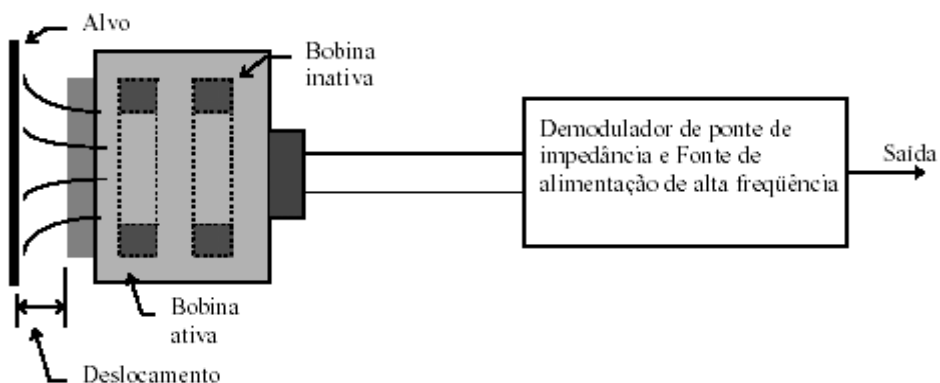 Alvo
Bobina
inativa
Demodulador de ponte de
impedância e Fonte de
alimentação de alta freqüência
Saída
Bobina
ativa
Deslocamento